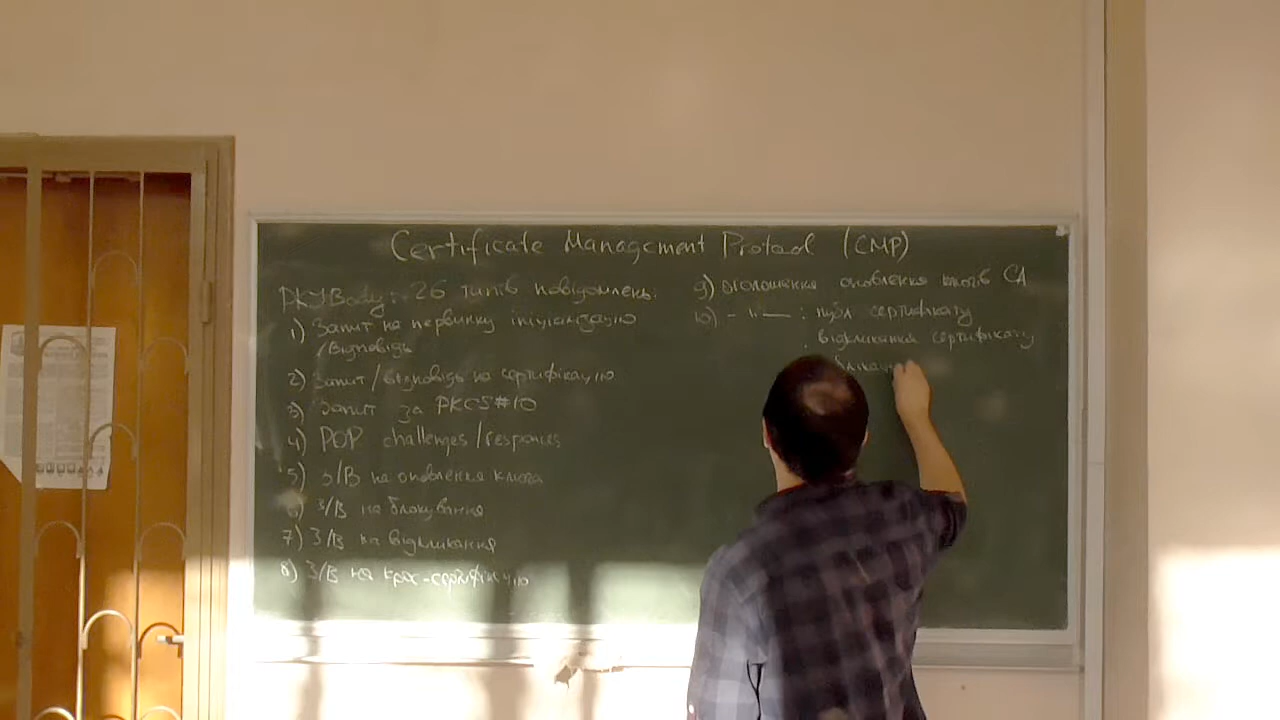 Certificate Management Protocol (CMP)
PKIBody: 26 типів повідомлень:
1) Запит на первинну ініціалізацію
/Відповідь
2) Запит/відповідь на сертифікацію
3) Запит за PKCS#10
4) POP challenges/responses
5) З/В на оновлення ключа
6) З/В на блокування
7) З/В на відкликання
8) З/В на крос-сертифікацію
9) оголошення оновлення ключів CA
10) - " — : публ сертифікату
: відкликання сертифікату